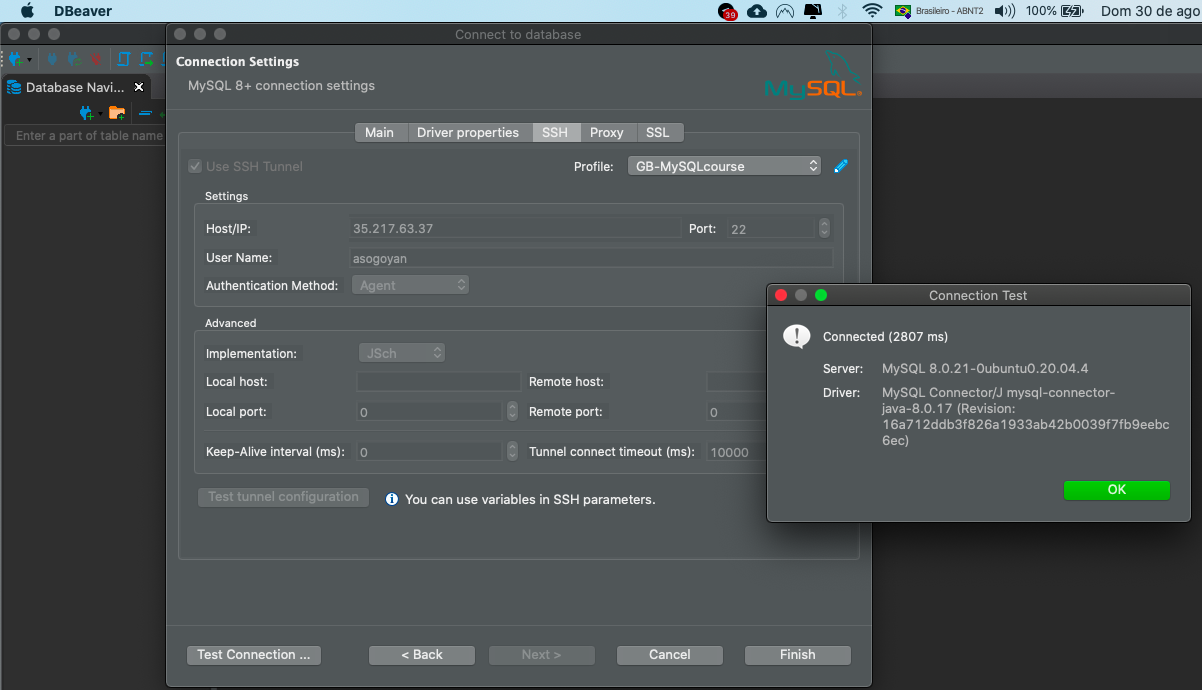 DBeaver
39
Brasileiro - ABNT2
100%
Dom 30 de ago
Connect to database
Connection Settings
MySQL 8+ connection settings
MySQL
Database Navi...
Enter a part of table name
Main
Driver properties
SSH
Proxy
SSL
Use SSH Tunnel
Profile:
GB-MySQLcourse
Settings
Host/IP:
35.217.63.37
Port:
22
User Name:
asogoyan
Authentication Method:
Agent
Advanced
Implementation:
JSch
Local host:
Remote host:
Local port:
0
Remote port:
0
Keep-Alive interval (ms):
0
Tunnel connect timeout (ms):
10000
Test tunnel configuration
You can use variables in SSH parameters.
Connection Test
Connected (2807 ms)
Server:
MySQL 8.0.21-0ubuntu0.20.04.4
Driver:
MySQL Connector/J mysql-connector-
java-8.0.17 (Revision:
16a712ddb3f826a1933ab42b0039f7fb9eebc
6ec)
OK
Test Connection ...
< Back
Next >
Cancel
Finish